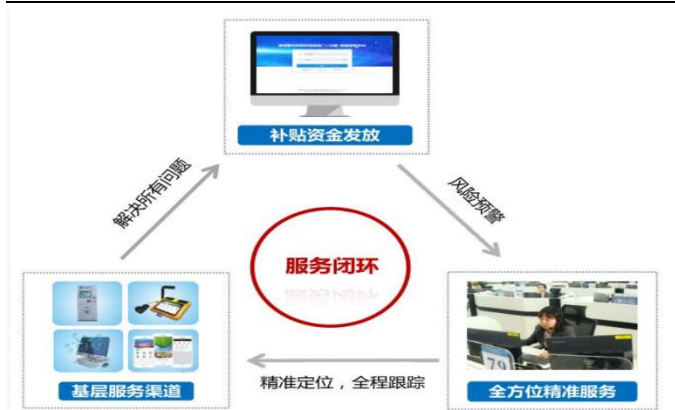 补贴资金发放
解决所有问题
风险预警
服务闭环
79
基层服务渠道
精准定位，全程跟踪
全方位精准服务